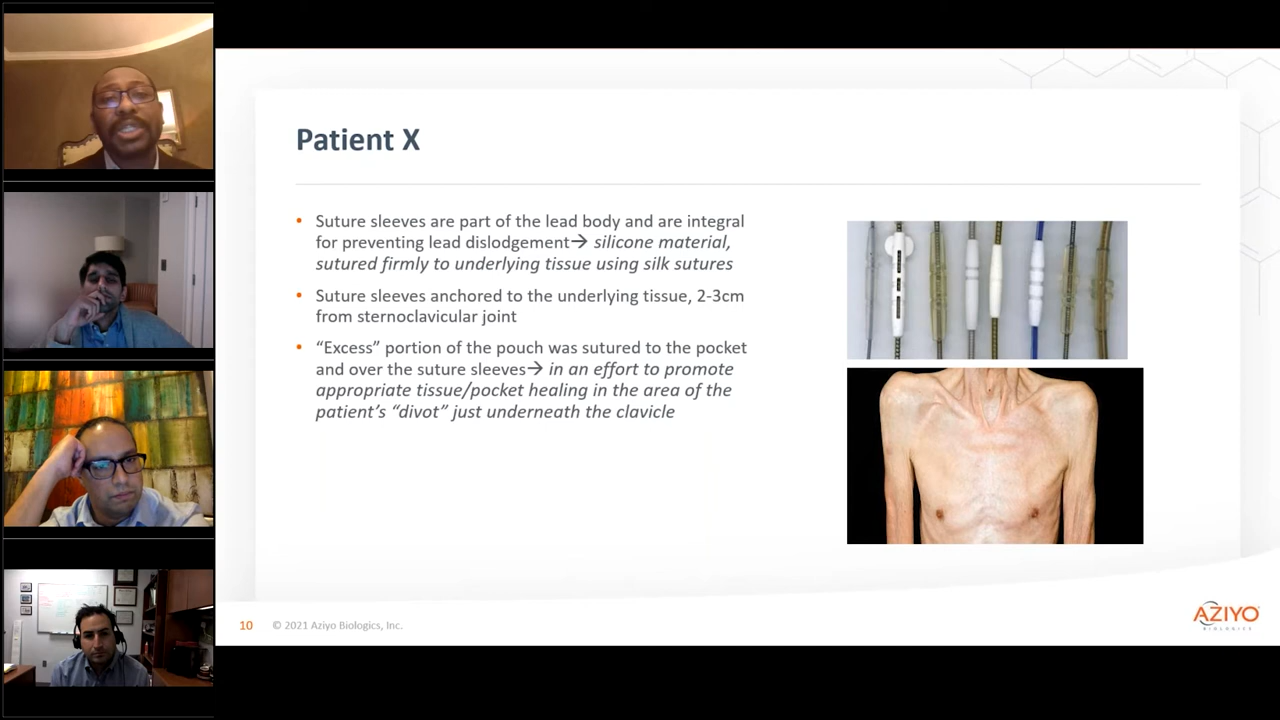 Patient X
• Suture sleeves are part of the lead body and are integral
for preventing lead dislodgement→ silicone material,
sutured firmly to underlying tissue using silk sutures
• Suture sleeves anchored to the underlying tissue, 2-3cm
from sternoclavicular joint
• “Excess” portion of the pouch was sutured to the pocket
and over the suture sleeves→ in an effort to promote
appropriate tissue/pocket healing in the area of the
patient’s “divot” just underneath the clavicle
10 © 2021 Aziyo Biologics, Inc.
AZIYO
BIOLOGICS